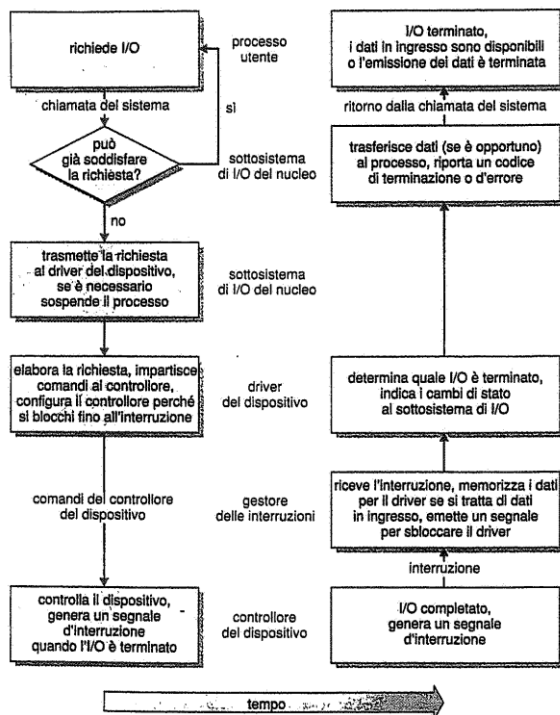 richiede I/O
processo
utente
chiamata del sistema
sì
può
già soddisfare
la richiesta?
sottosistema
di I/O del nucleo
no
trasmette la richiesta
al driver del dispositivo,
se è necessario
sospende il processo
sottosistema
di I/O del nucleo
elabora la richiesta, impartisce
comandi al controllore,
configura il controllore perché
si blocchi fino all'interruzione
driver
del dispositivo
comandi del controllore
del dispositivo
gestore
delle interruzioni
controlla il dispositivo,
genera un segnale
d'interruzione
quando l'I/O è terminato
controllore
del dispositivo
I/O terminato,
i dati in ingresso sono disponibili
o l'emissione dei dati è terminata
ritorno dalla chiamata del sistema
trasferisce dati (se è opportuno)
al processo, riporta un codice
di terminazione o d'errore
determina quale I/O è terminato,
indica i cambi di stato
al sottosistema di I/O
riceve l'interruzione, memorizza i dati
per il driver se si tratta di dati
in ingresso, emette un segnale
per sbloccare il driver
interruzione
I/O completato,
genera un segnale
d'interruzione
tempo